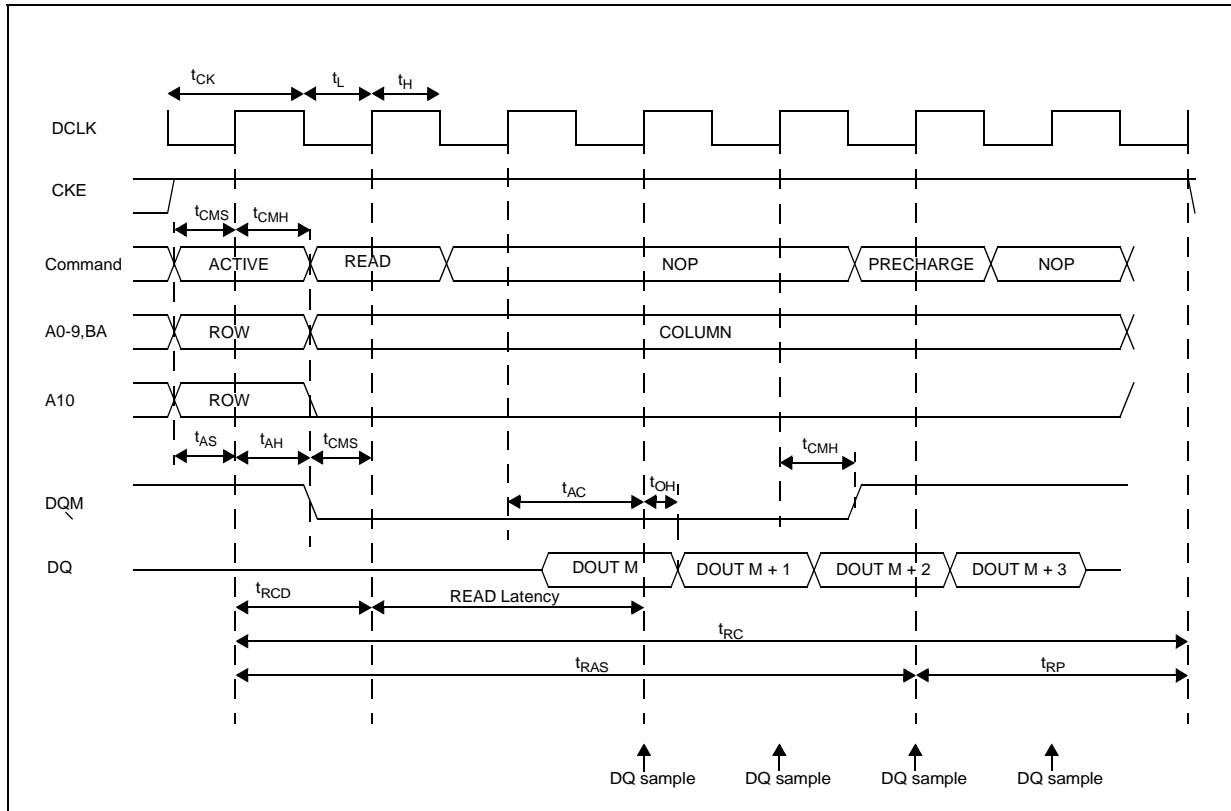 tCK tL tH
DCLK
CKE
tCMS tCMH
Command ACTIVE READ NOP PRECHARGE NOP
A0-9,BA ROW COLUMN
A10 ROW
tAS tAH tCMS tCMH
tAC tOH
DQM
DQ DOUT M DOUT M + 1 DOUT M + 2 DOUT M + 3
tRCD READ Latency
tRC
tRAS tRP
DQ sample DQ sample DQ sample DQ sample